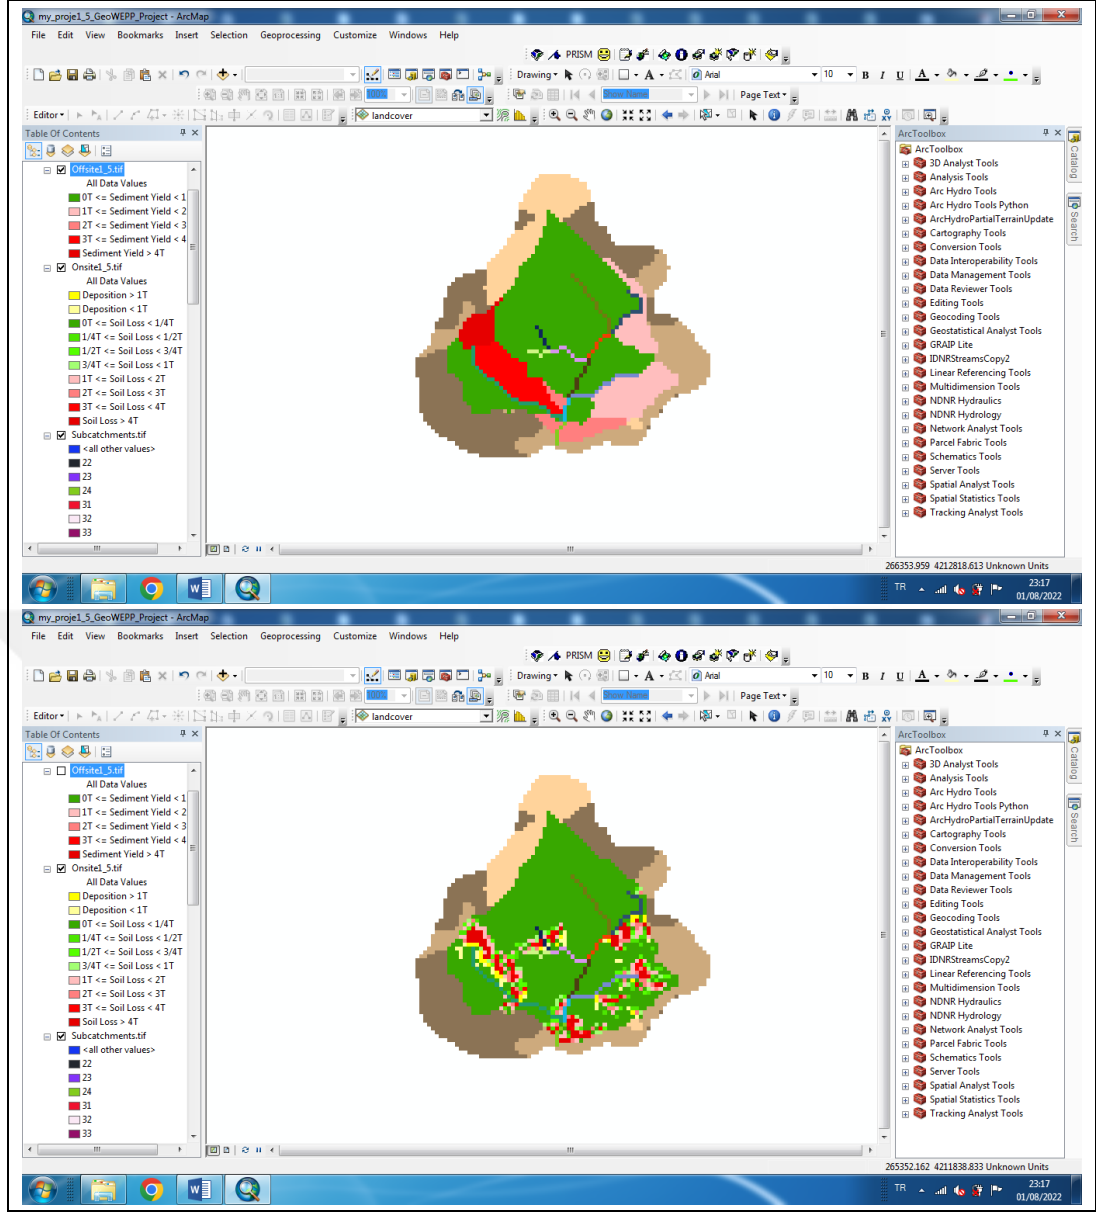 my_proje1_5_GeoWEPP_Project - ArcMap
File Edit View Bookmarks Insert Selection Geoprocessing Customize Windows Help
PRISM
Drawing A Arial 10 B I U A
100% Show Name Page Text
Editor landcover
Table Of Contents
ArcToolbox
Catalog
Search
Offsite1_5.tif
All Data Values
0T <= Sediment Yield < 1
1T <= Sediment Yield < 2
2T <= Sediment Yield < 3
3T <= Sediment Yield < 4
Sediment Yield > 4T
Onsite1_5.tif
All Data Values
Deposition > 1T
Deposition < 1T
0T <= Soil Loss < 1/4T
1/4T <= Soil Loss < 1/2T
1/2T <= Soil Loss < 3/4T
3/4T <= Soil Loss < 1T
1T <= Soil Loss < 2T
2T <= Soil Loss < 3T
3T <= Soil Loss < 4T
Soil Loss > 4T
Subcatchments.tif
<all other values>
22
23
24
31
32
33
ArcToolbox
3D Analyst Tools
Analysis Tools
Arc Hydro Tools
Arc Hydro Tools Python
ArcHydroPartialTerrainUpdate
Cartography Tools
Conversion Tools
Data Interoperability Tools
Data Management Tools
Data Reviewer Tools
Editing Tools
Geocoding Tools
Geostatistical Analyst Tools
GRAIP Lite
IDNRStreamsCopy2
Linear Referencing Tools
Multidimension Tools
NDNR Hydraulics
NDNR Hydrology
Network Analyst Tools
Parcel Fabric Tools
Schematics Tools
Server Tools
Spatial Analyst Tools
Spatial Statistics Tools
Tracking Analyst Tools
266353.959 4212818.613 Unknown Units
TR
23:17
01/08/2022
my_proje1_5_GeoWEPP_Project - ArcMap
File Edit View Bookmarks Insert Selection Geoprocessing Customize Windows Help
PRISM
Drawing A Arial 10 B I U A
100% Show Name Page Text
Editor landcover
Table Of Contents
ArcToolbox
Catalog
Search
Offsite1_5.tif
All Data Values
0T <= Sediment Yield < 1
1T <= Sediment Yield < 2
2T <= Sediment Yield < 3
3T <= Sediment Yield < 4
Sediment Yield > 4T
Onsite1_5.tif
All Data Values
Deposition > 1T
Deposition < 1T
0T <= Soil Loss < 1/4T
1/4T <= Soil Loss < 1/2T
1/2T <= Soil Loss < 3/4T
3/4T <= Soil Loss < 1T
1T <= Soil Loss < 2T
2T <= Soil Loss < 3T
3T <= Soil Loss < 4T
Soil Loss > 4T
Subcatchments.tif
<all other values>
22
23
24
31
32
33
ArcToolbox
3D Analyst Tools
Analysis Tools
Arc Hydro Tools
Arc Hydro Tools Python
ArcHydroPartialTerrainUpdate
Cartography Tools
Conversion Tools
Data Interoperability Tools
Data Management Tools
Data Reviewer Tools
Editing Tools
Geocoding Tools
Geostatistical Analyst Tools
GRAIP Lite
IDNRStreamsCopy2
Linear Referencing Tools
Multidimension Tools
NDNR Hydraulics
NDNR Hydrology
Network Analyst Tools
Parcel Fabric Tools
Schematics Tools
Server Tools
Spatial Analyst Tools
Spatial Statistics Tools
Tracking Analyst Tools
265352.162 4211838.833 Unknown Units
TR
23:17
01/08/2022